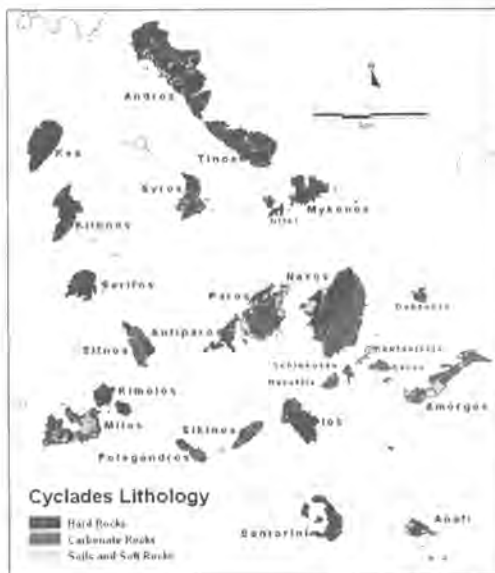 Andros
Tinos
Kea
Syros
Mykonos
Kithnos
Serifos
Naxos
Paros
Antiparos
Sifnos
Kimolos
Amorgos
Milos
Sikinos
Ios
Folegandros
Cyclades Lithology
Hard Rocks
Carbonate Rocks
Soils and Soft Rocks
Santorini
Anafi